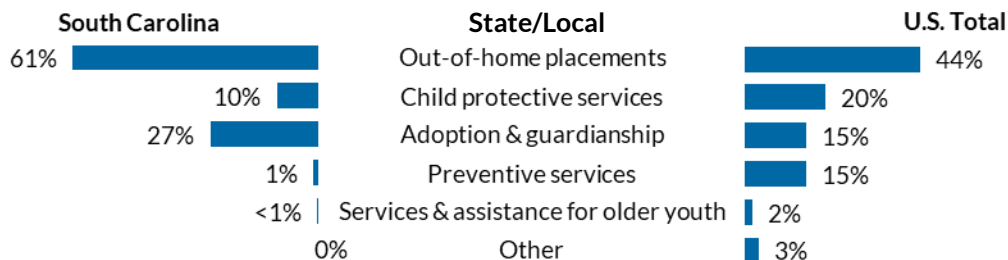 South Carolina State/Local U.S. Total
61% Out-of-home placements 44%
10% Child protective services 20%
27% Adoption & guardianship 15%
1% Preventive services 15%
<1% Services & assistance for older youth 2%
0% Other 3%